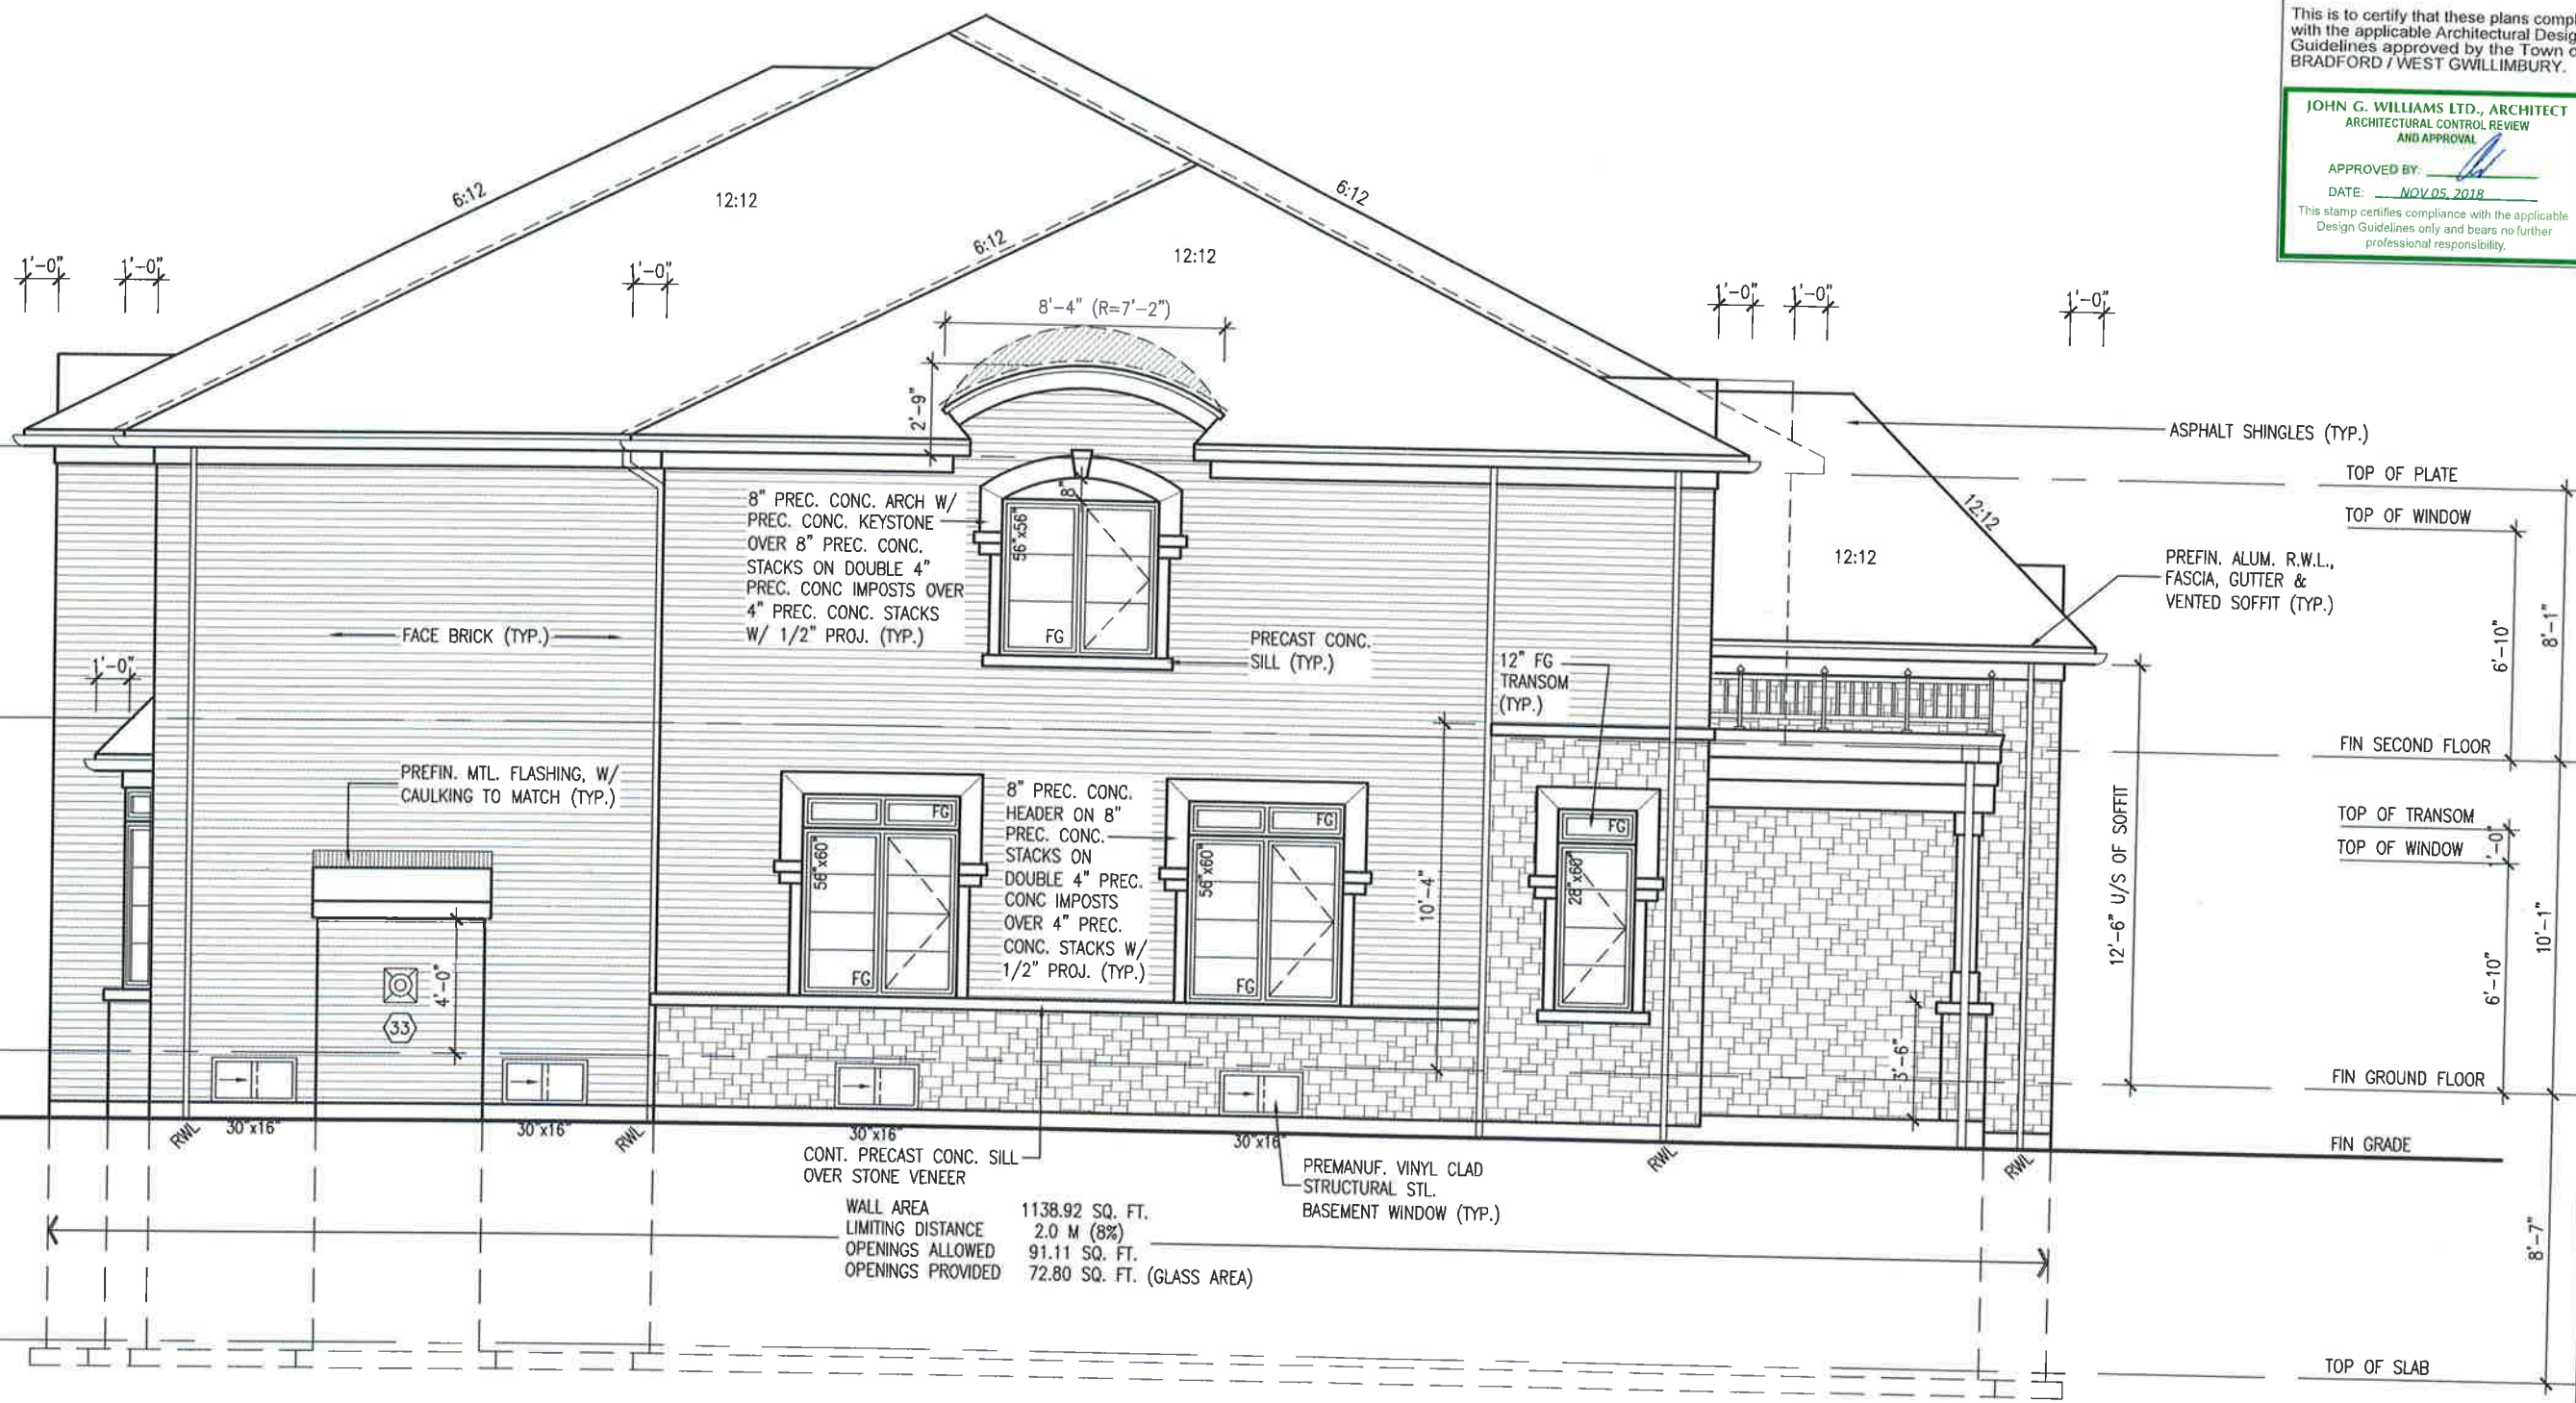 This is to certify that these plans compl
with the applicable Architectural Desig
Guidelines approved by the Town o
BRADFORD / WEST GWILLIMBURY.
JOHN G. WILLIAMS LTD., ARCHITECT
ARCHITECTURAL CONTROL REVIEW
AND APPROVAL
APPROVED BY:
DATE: NOV 05, 2018
This stamp certifies compliance with the applicable
Design Guidelines only and bears no further
professional responsibility.
6:12
12:12
6:12
12:12
6:12
1'-0"
1'-0"
1'-0"
1'-0"
1'-0"
1'-0"
8'-4" (R=7'-2")
2'-9"
ASPHALT SHINGLES (TYP.)
TOP OF PLATE
TOP OF WINDOW
12:12
12:12
PREFIN. ALUM. R.W.L.,
FASCIA, GUTTER &
VENTED SOFFIT (TYP.)
8" PREC. CONC. ARCH W/
PREC. CONC. KEYSTONE
OVER 8" PREC. CONC.
STACKS ON DOUBLE 4"
PREC. CONC IMPOSTS OVER
4" PREC. CONC. STACKS
W/ 1/2" PROJ. (TYP.)
8"
56"x56"
FG
FACE BRICK (TYP.)
PRECAST CONC.
SILL (TYP.)
12" FG
TRANSOM
(TYP.)
1'-0"
6'-10"
8'-1"
FIN SECOND FLOOR
PREFIN. MTL. FLASHING, W/
CAULKING TO MATCH (TYP.)
8" PREC. CONC.
HEADER ON 8"
PREC. CONC.
STACKS ON
DOUBLE 4" PREC.
CONC IMPOSTS
OVER 4" PREC.
CONC. STACKS W/
1/2" PROJ. (TYP.)
FG
56"x60"
FG
FG
56"x60"
FG
FG
28"x60"
10'-4"
12'-6" U/S OF SOFFIT
TOP OF TRANSOM
TOP OF WINDOW
1'-0"
6'-10"
10'-1"
4'-0"
33
3'-6"
FIN GROUND FLOOR
RWL
30"x16"
30"x16"
RWL
30"x16"
30"x16"
RWL
RWL
FIN GRADE
CONT. PRECAST CONC. SILL
OVER STONE VENEER
PREMANUF. VINYL CLAD
STRUCTURAL STL.
BASEMENT WINDOW (TYP.)
WALL AREA 1138.92 SQ. FT.
LIMITING DISTANCE 2.0 M (8%)
OPENINGS ALLOWED 91.11 SQ. FT.
OPENINGS PROVIDED 72.80 SQ. FT. (GLASS AREA)
8'-7"
TOP OF SLAB